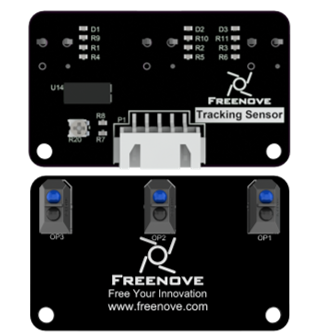 D1
R9
R1
R4
D2 D3
R10 R11
R2 R3
R5 R6
U14
FREENOVE
Tracking Sensor
R8
P1
R20
R7
OP3
OP2
OP1
FREENOVE
Free Your Innovation
www.freenove.com